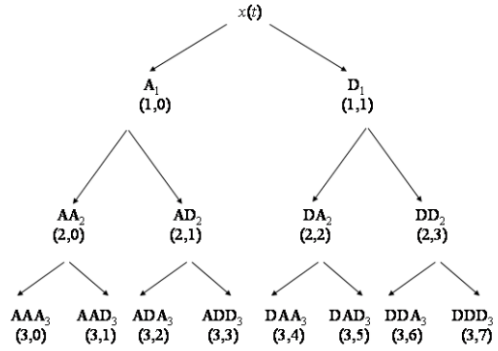 x(t)
A₁ D₁
(1,0) (1,1)
AA₂ AD₂ DA₂ DD₂
(2,0) (2,1) (2,2) (2,3)
AAA₃ AAD₃ ADA₃ ADD₃ DAA₃ DAD₃ DDA₃ DDD₃
(3,0) (3,1) (3,2) (3,3) (3,4) (3,5) (3,6) (3,7)